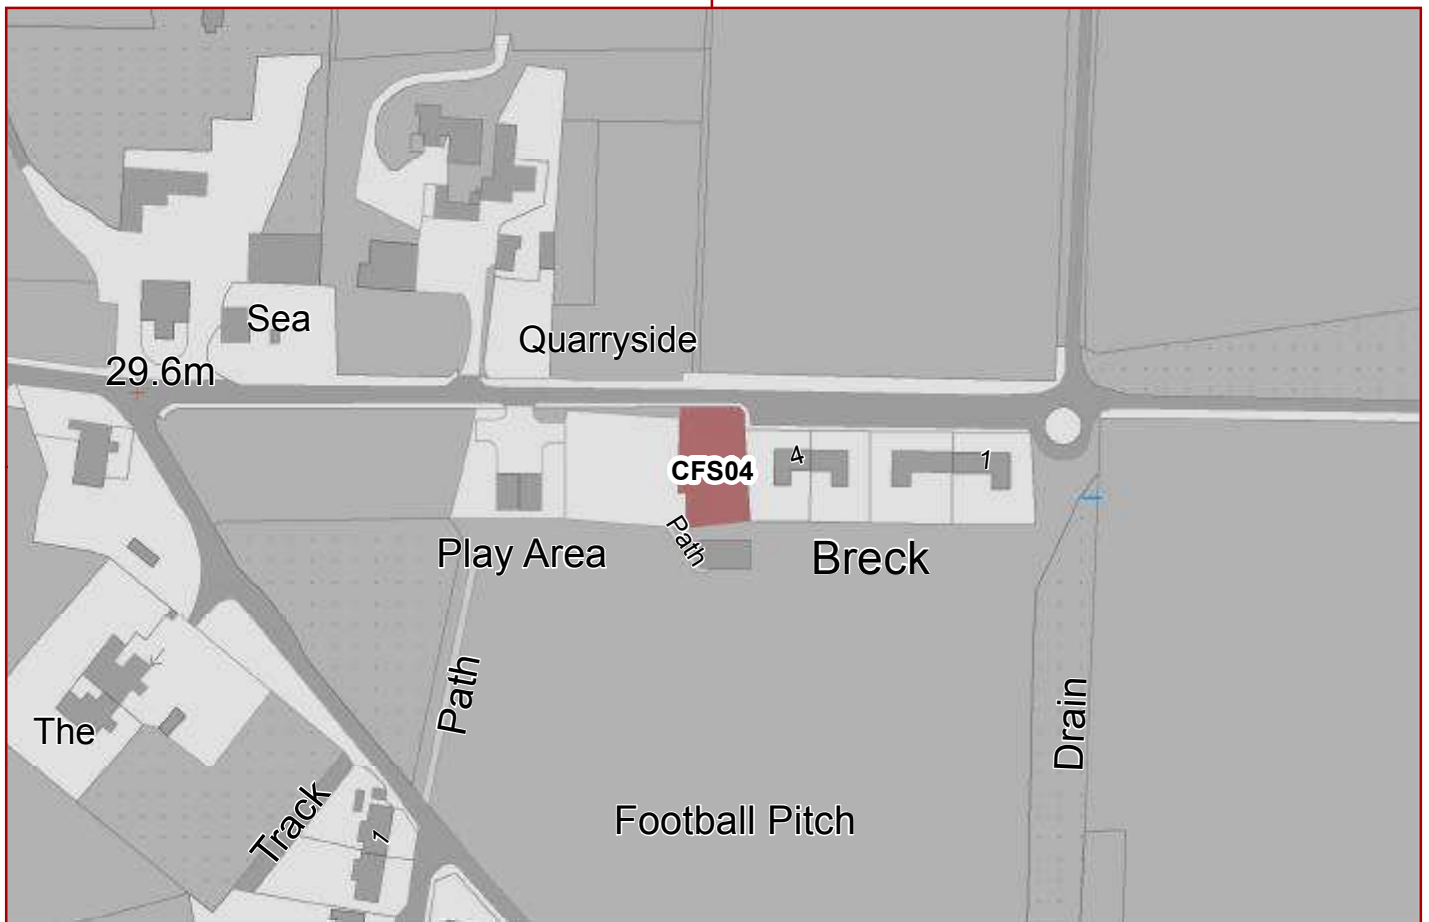 Sea
Quarryside
29.6m
CFS04
4
1
Path
Play Area
Breck
Path
Drain
The
Track
1
Football Pitch